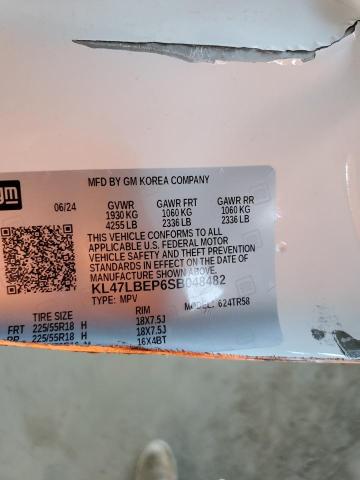 gm
MFD BY GM KOREA COMPANY
06/24 GVWR GAWR FRT GAWR RR
1930 KG 1060 KG 1060 KG
4255 LB 2336 LB 2336 LB
THIS VEHICLE CONFORMS TO ALL
APPLICABLE U.S. FEDERAL MOTOR
VEHICLE SAFETY AND THEFT PREVENTION
STANDARDS IN EFFECT ON THE DATE OF
MANUFACTURE SHOWN ABOVE.
KL47LBEP6SB048482
TYPE: MPV MODEL: 624TR58
TIRE SIZE RIM
FRT 225/55R18 H 18X7.5J
RR 225/55R18 H 18X7.5J
16X4BT